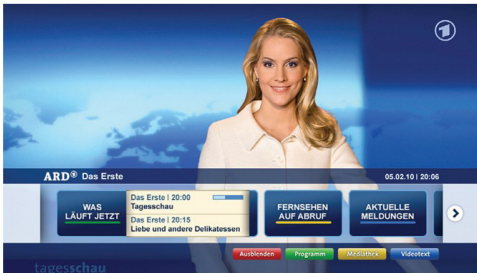 ARD Das Erste
05.02.10 | 20:06
WAS
LÄUFT JETZT
Das Erste | 20:00
Tagesschau
Das Erste | 20:15
Liebe und andere Delikatessen
FERNSEHEN
AUF ABRUF
AKTUELLE
MELDUNGEN
Ausblenden
Programm
Mediathek
Videotext
tagesschau